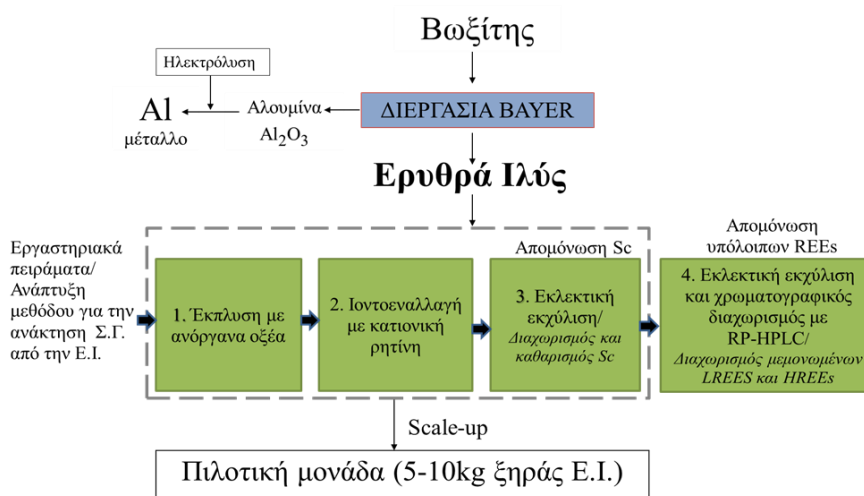 Βωξίτης
Ηλεκτρόλυση
Al
μέταλλο
Αλουμίνα
Al₂O₃
ΔΙΕΡΓΑΣΙΑ BAYER
Ερυθρά Ιλύς
Εργαστηριακά
πειράματα/
Ανάπτυξη
μεθόδου για την
ανάκτηση Σ.Γ.
από την Ε.Ι.
1. Έκπλυση με
ανόργανα οξέα
2. Ιοντοεναλλαγή
με κατιονική
ρητίνη
Απομόνωση Sc
3. Εκλεκτική
εκχύλιση/
Διαχωρισμός και
καθαρισμός Sc
Απομόνωση
υπόλοιπων REEs
4. Εκλεκτική εκχύλιση
και χρωματογραφικός
διαχωρισμός με
RP-HPLC/
Διαχωρισμός μεμονωμένων
LREES και HREEs
Scale-up
Πιλοτική μονάδα (5-10kg ξηράς Ε.Ι.)